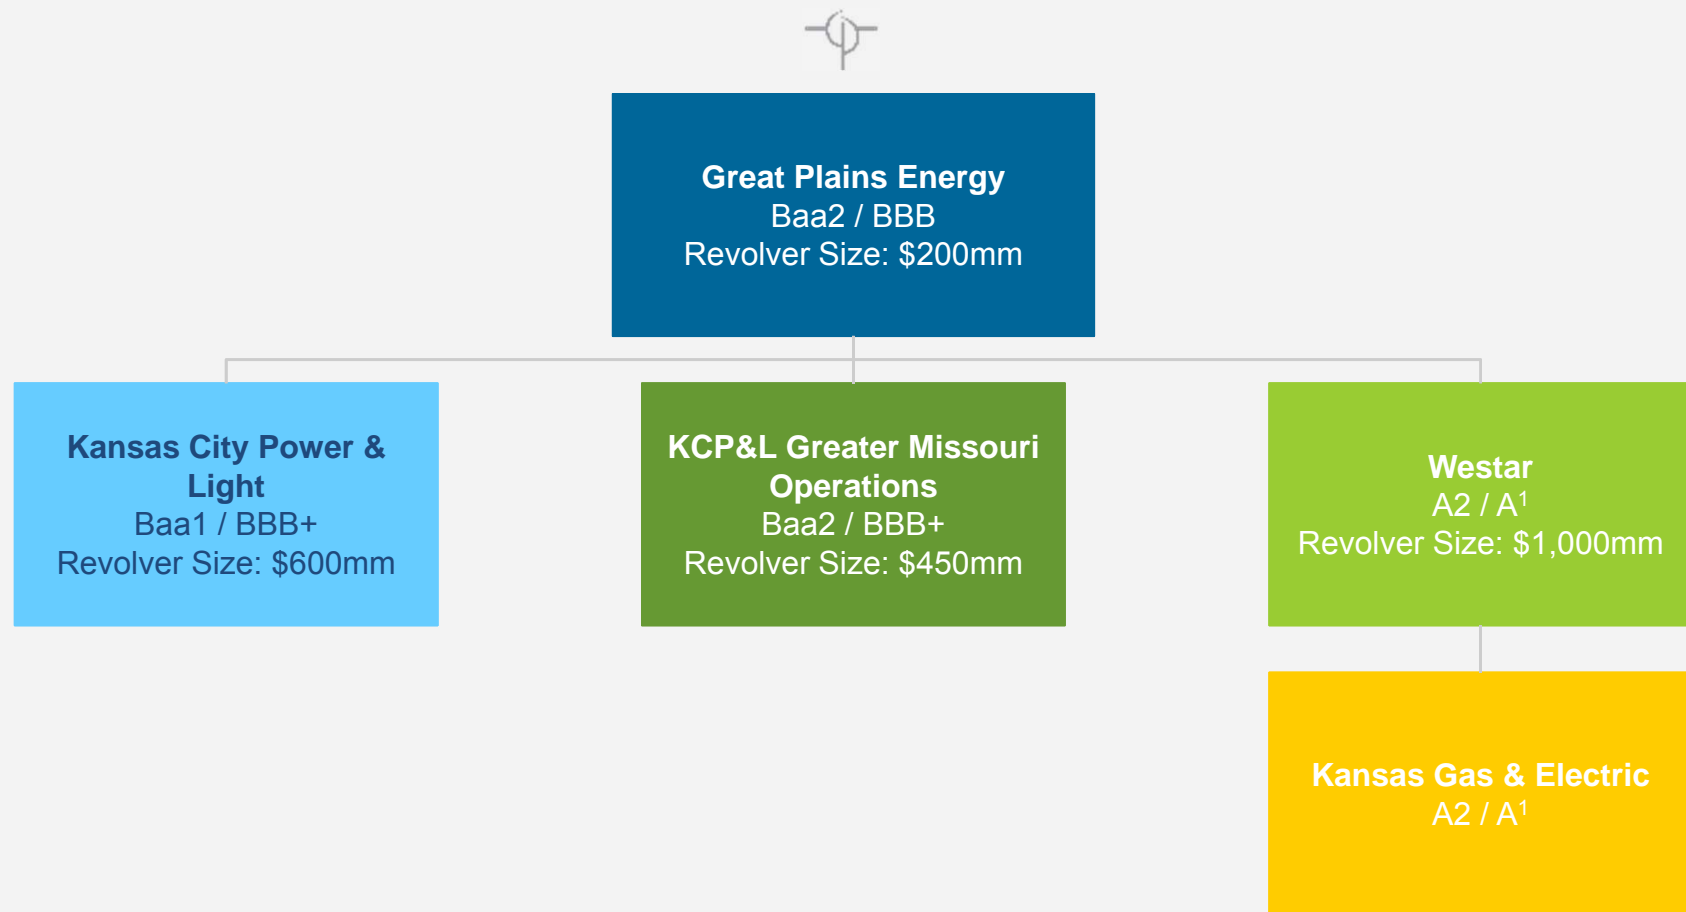 Great Plains Energy
Baa2 / BBB
Revolver Size: $200mm
Kansas City Power &
Light
Baa1 / BBB+
Revolver Size: $600mm
KCP&L Greater Missouri
Operations
Baa2 / BBB+
Revolver Size: $450mm
Westar
A2 / A¹
Revolver Size: $1,000mm
Kansas Gas & Electric
A2 / A¹